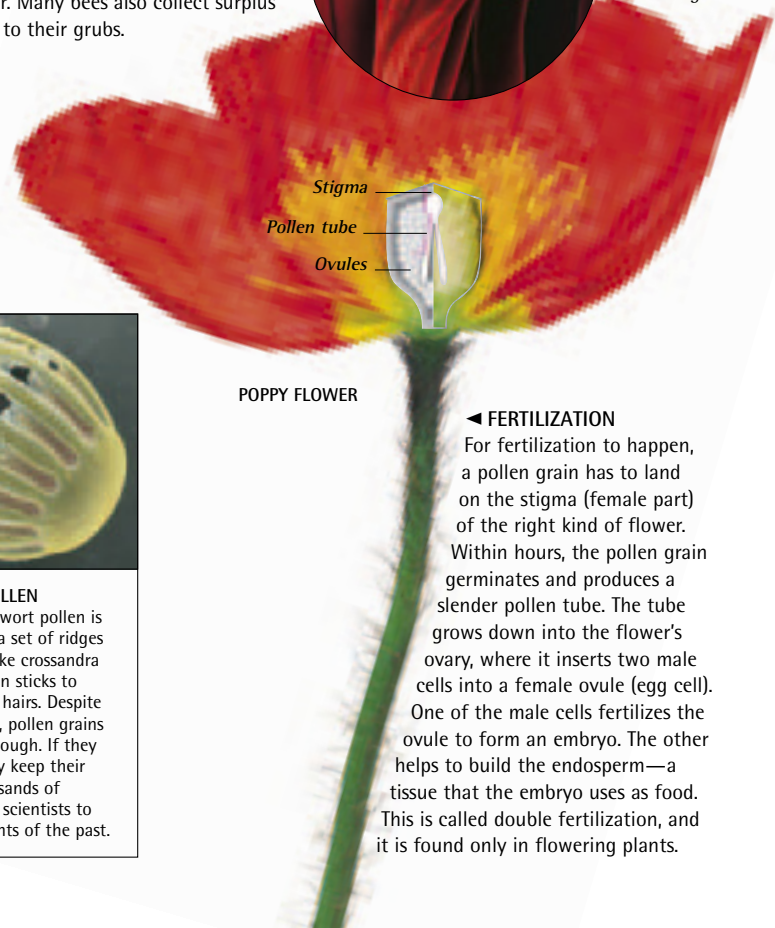 r. Many bees also collect surplus
to their grubs.
Stigma
Pollen tube
Ovules
POPPY FLOWER
LLEN
wort pollen is
a set of ridges
ke crossandra
n sticks to
hairs. Despite
, pollen grains
ough. If they
y keep their
sands of
scientists to
nts of the past.
◄ FERTILIZATION
For fertilization to happen,
a pollen grain has to land
on the stigma (female part)
of the right kind of flower.
Within hours, the pollen grain
germinates and produces a
slender pollen tube. The tube
grows down into the flower's
ovary, where it inserts two male
cells into a female ovule (egg cell).
One of the male cells fertilizes the
ovule to form an embryo. The other
helps to build the endosperm—a
tissue that the embryo uses as food.
This is called double fertilization, and
it is found only in flowering plants.